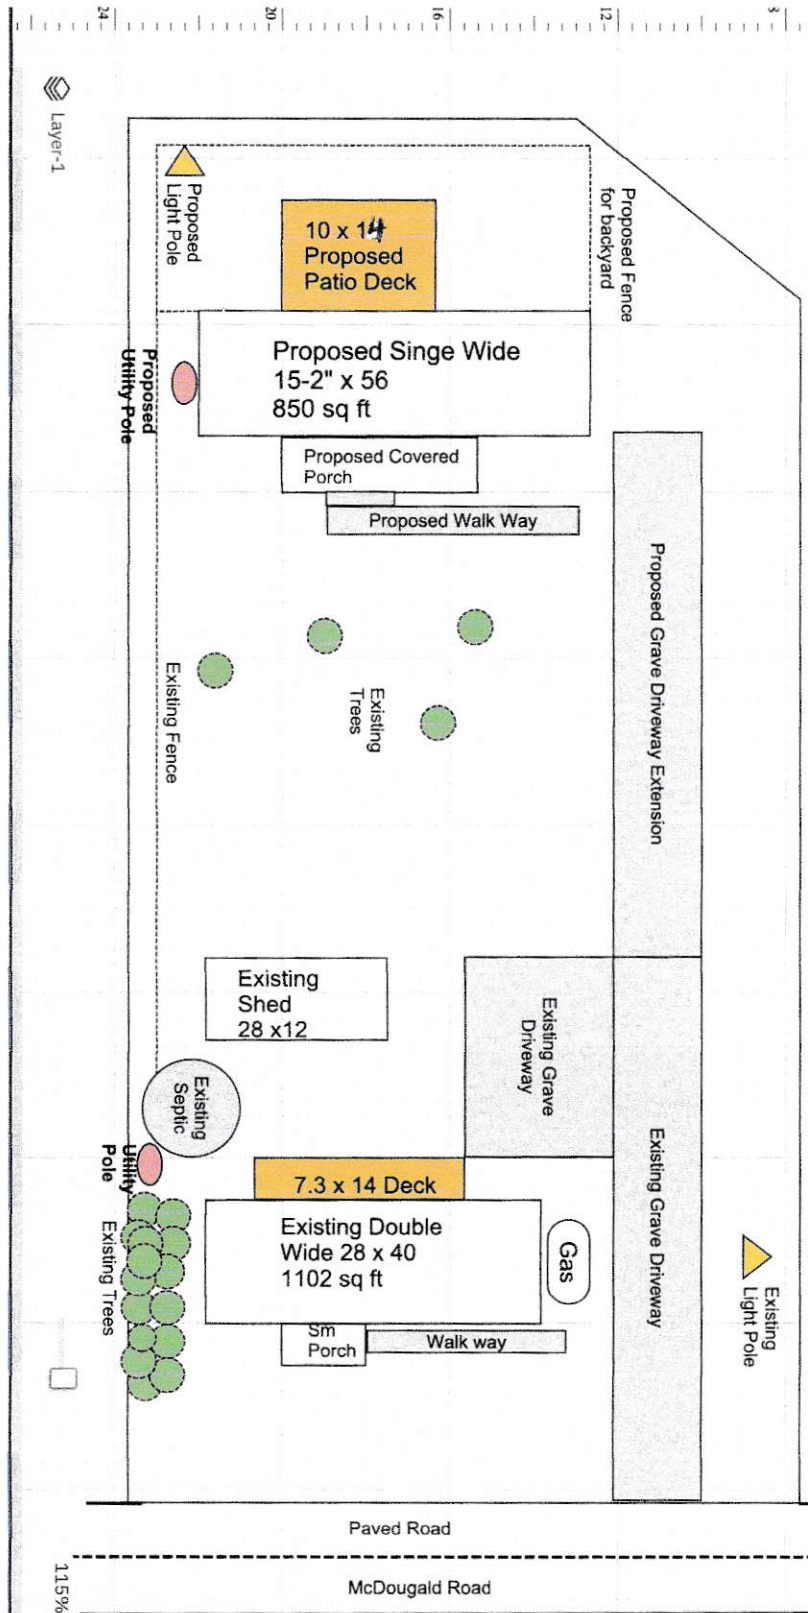 20
16
12
8
Layer-1
Proposed
Light Pole
10 x 14
Proposed
Patio Deck
Proposed Fence
for backyard
Proposed
Utility Pole
Proposed Singe Wide
15-2" x 56
850 sq ft
Proposed Covered
Porch
Proposed Walk Way
Proposed Grave Driveway Extension
Existing
Trees
Existing Fence
Existing
Shed
28 x12
Existing Grave
Driveway
Existing
Septic
Utility
Pole
7.3 x 14 Deck
Existing Grave Driveway
Existing Trees
Existing Double
Wide 28 x 40
1102 sq ft
Gas
Existing
Light Pole
Sm
Porch
Walk way
Paved Road
McDougald Road
24
115%